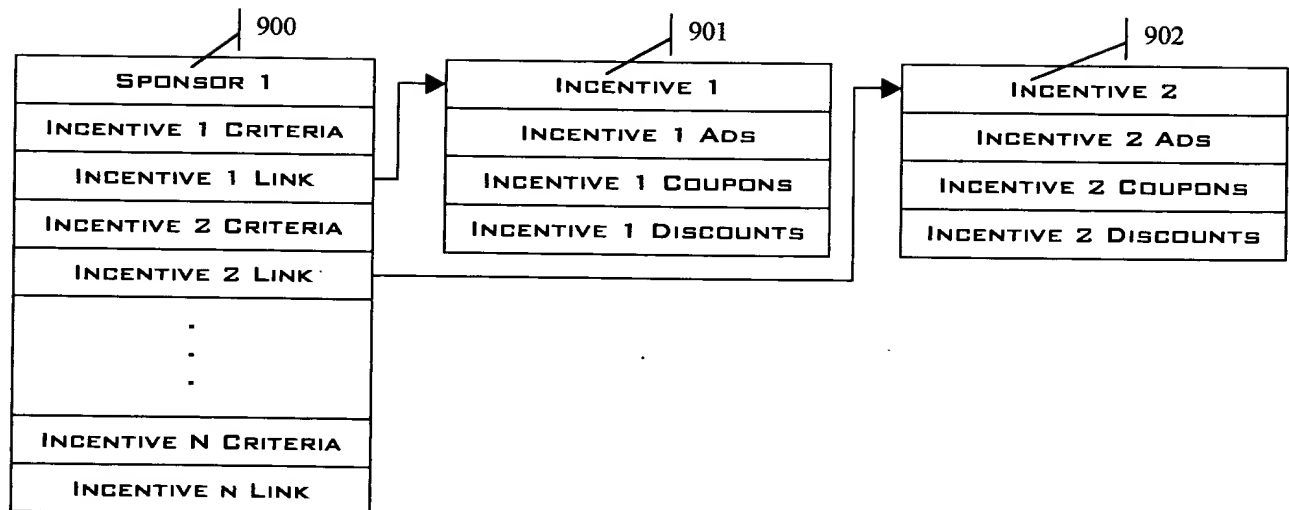 900
SPONSOR 1
INCENTIVE 1 CRITERIA
INCENTIVE 1 LINK
INCENTIVE 2 CRITERIA
INCENTIVE 2 LINK
.
.
.
INCENTIVE N CRITERIA
INCENTIVE N LINK
901
INCENTIVE 1
INCENTIVE 1 ADS
INCENTIVE 1 COUPONS
INCENTIVE 1 DISCOUNTS
902
INCENTIVE 2
INCENTIVE 2 ADS
INCENTIVE 2 COUPONS
INCENTIVE 2 DISCOUNTS